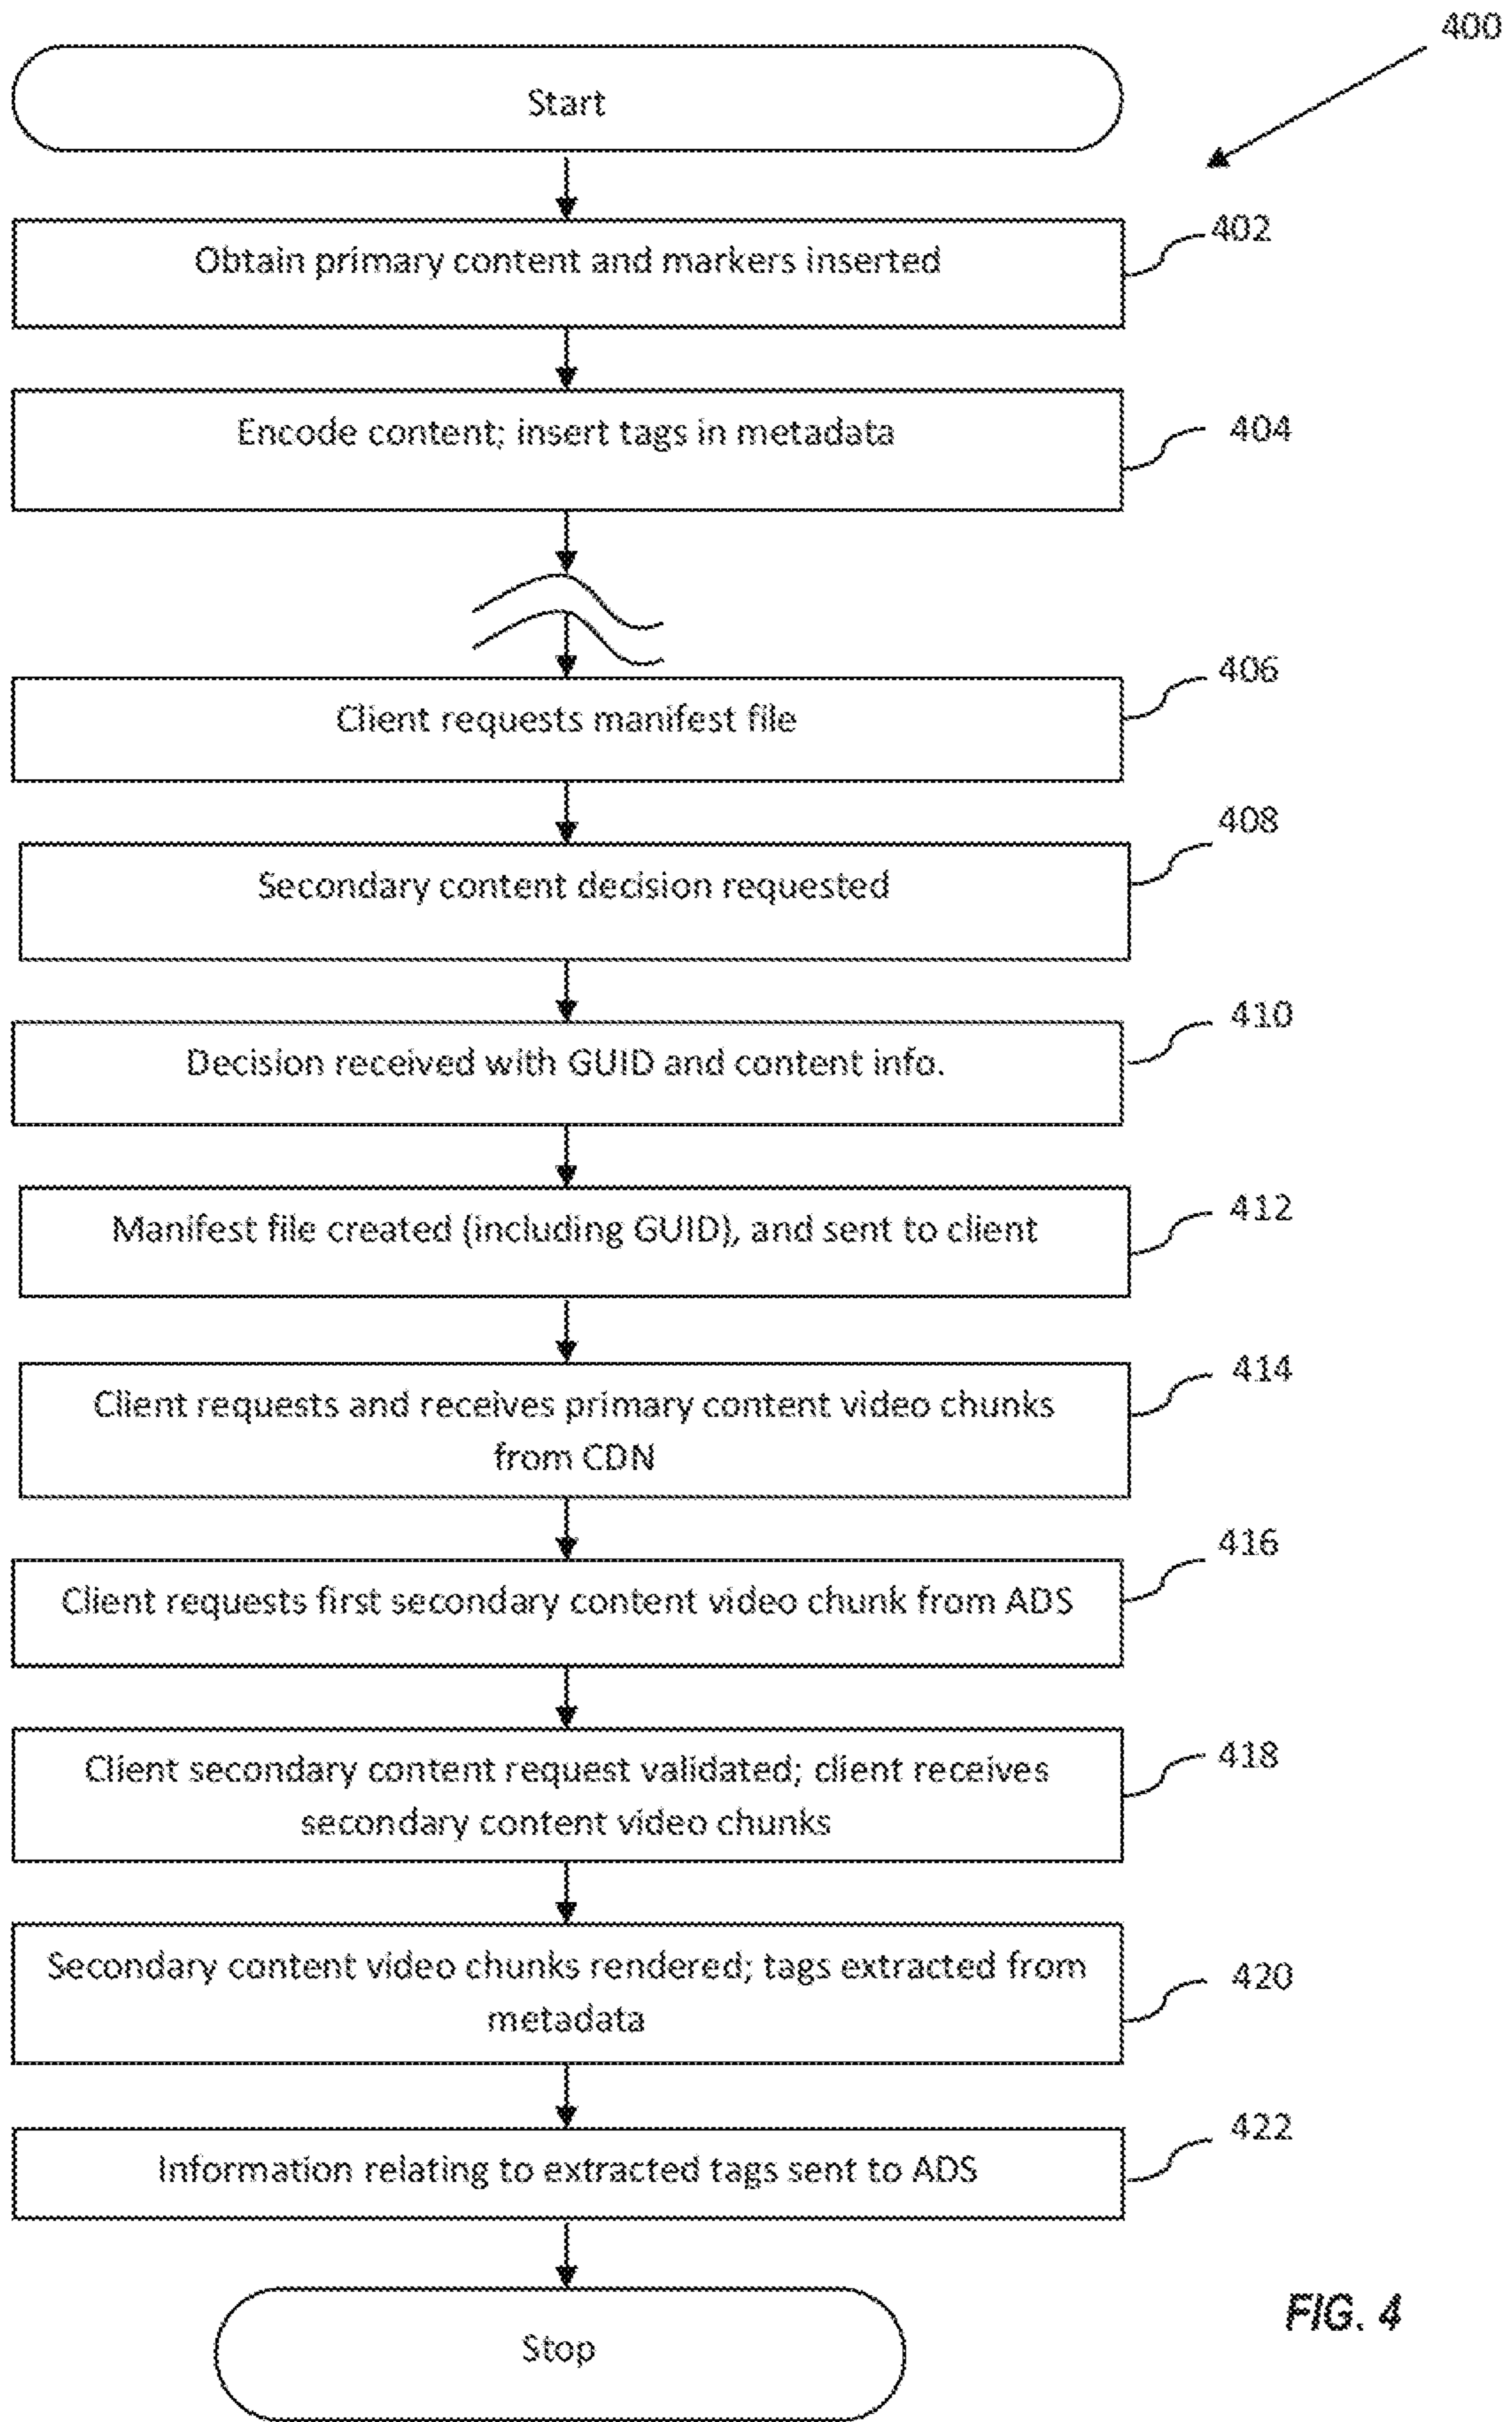 400
Start
Obtain primary content and markers inserted
402
Encode content; insert tags in metadata
404
Client requests manifest file
406
Secondary content decision requested
408
Decision received with GUID and content info.
410
Manifest file created (including GUID), and sent to client
412
Client requests and receives primary content video chunks
from CDN
414
Client requests first secondary content video chunk from ADS
416
Client secondary content request validated; client receives
secondary content video chunks
418
Secondary content video chunks rendered; tags extracted from
metadata
420
Information relating to extracted tags sent to ADS
422
Stop
FIG. 4